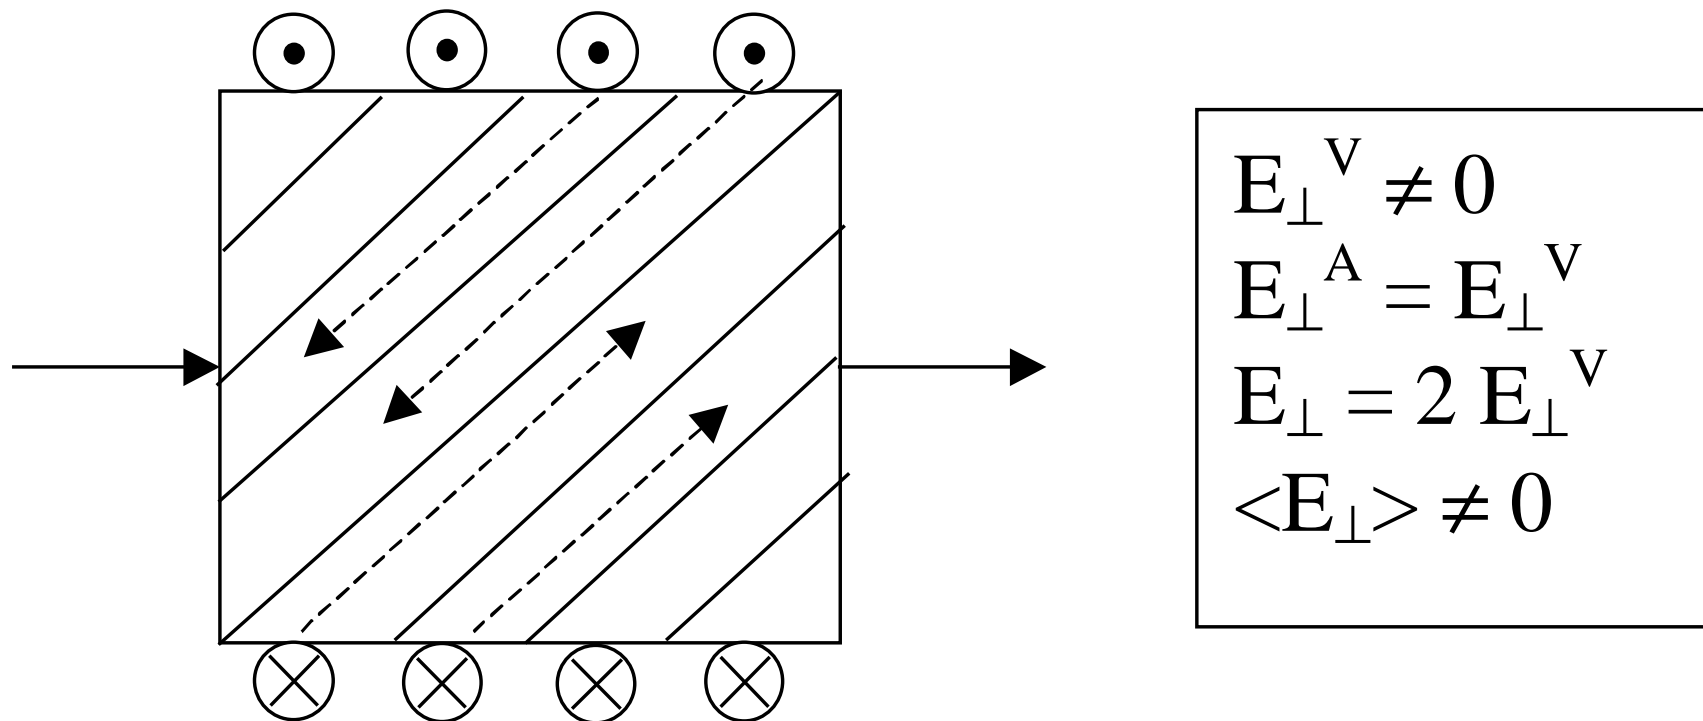 E⊥^V ≠ 0
E⊥^A = E⊥^V
E⊥ = 2 E⊥^V
<E⊥> ≠ 0